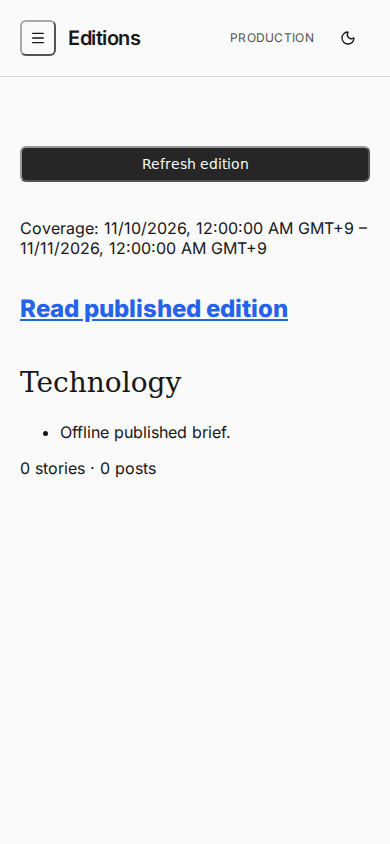 Editions
PRODUCTION
Refresh edition
Coverage: 11/10/2026, 12:00:00 AM GMT+9 –
11/11/2026, 12:00:00 AM GMT+9
Read published edition
Technology
• Offline published brief.
0 stories · 0 posts